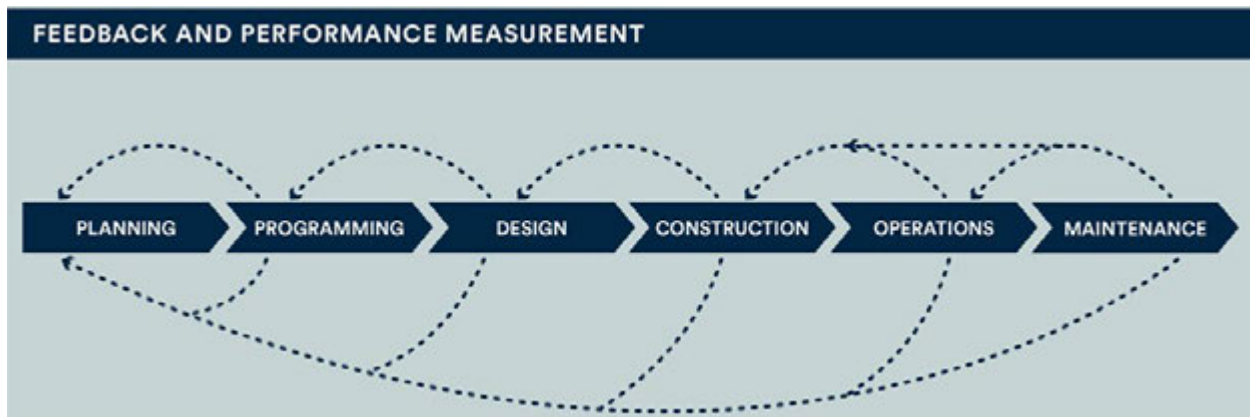 FEEDBACK AND PERFORMANCE MEASUREMENT
PLANNING PROGRAMMING DESIGN CONSTRUCTION OPERATIONS MAINTENANCE